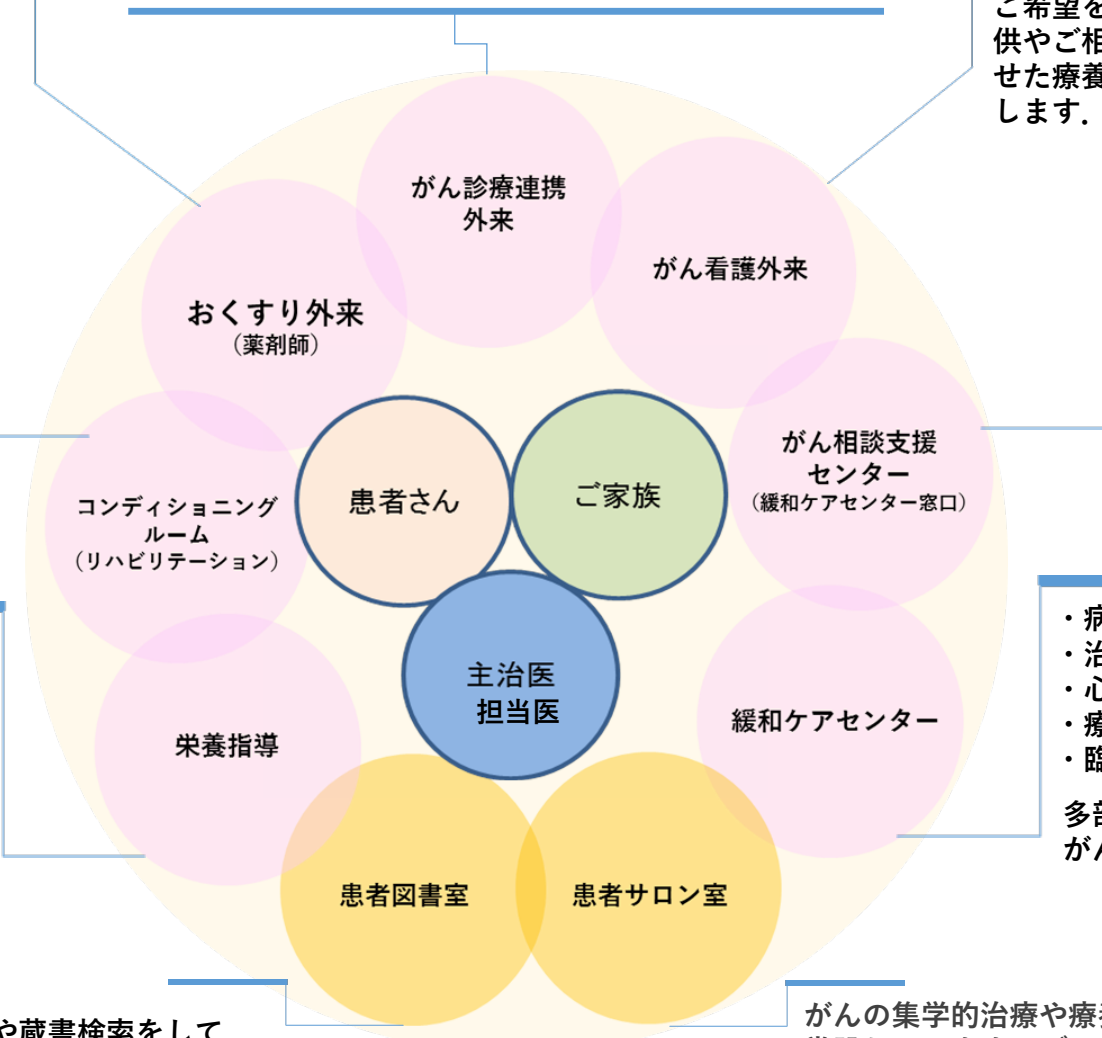 ご希望を
供やご相
せた療養
します．
がん診療連携
外来
がん看護外来
おくすり外来
（薬剤師）
がん相談支援
センター
（緩和ケアセンター窓口）
患者さん
ご家族
コンディショニング
ルーム
（リハビリテーション）
主治医
担当医
緩和ケアセンター
栄養指導
・病
・治
・心
・療
・臨
がん
患者図書室
患者サロン室
や蔵書検索をして
がんの集学的治療や療